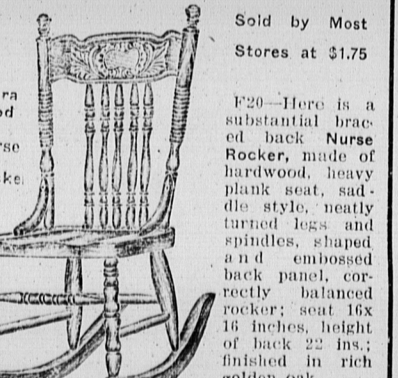 Sold by Most
Stores at $1.75
F20—Here is a
substantial brac-
ed back Nurse
Rocker, made of
hardwood, heavy
plank seat, sad-
dle style, neatly
turned legs and
spindles, shaped
and embossed
back panel, cor-
rectly balanced
rocker; seat 16x
16 inches, height
of back 22 ins.;
finished in rich
golden oak